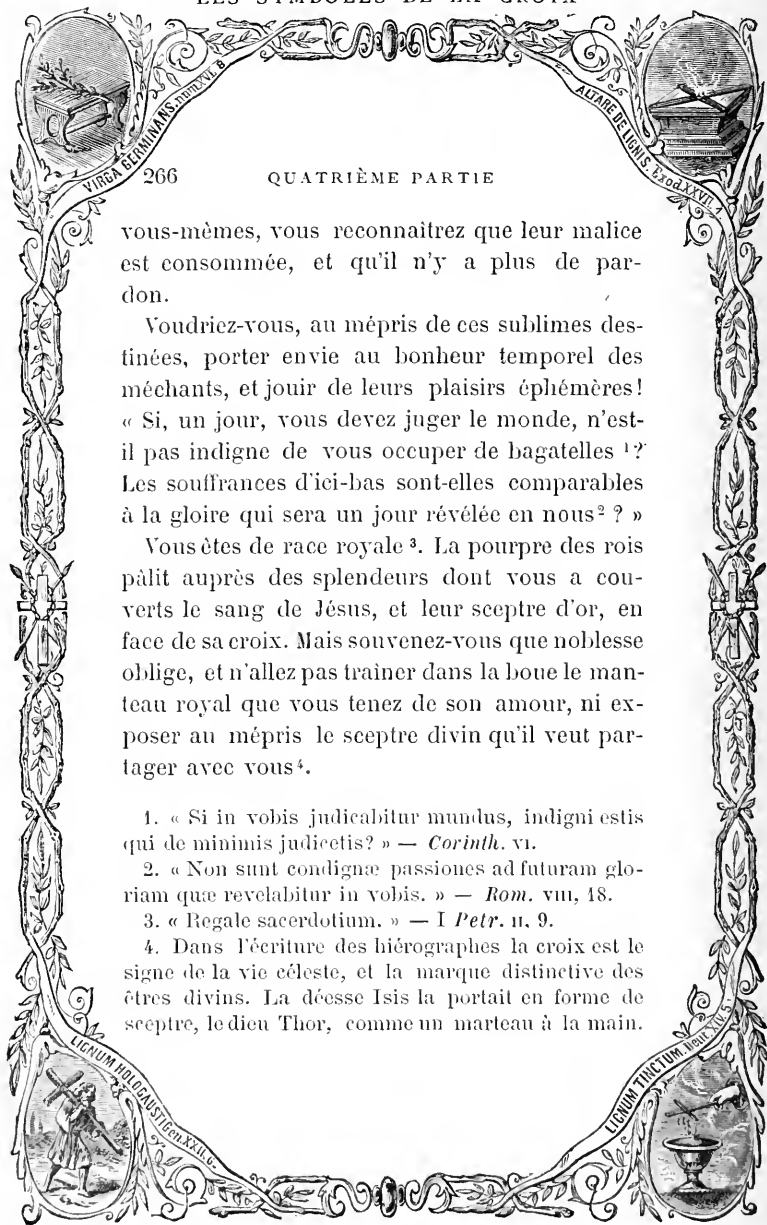 LES SYMBOLES DE LA CROIX
VIRGA GERMINANS.
ALTARE DE LIGNIS. Exod. XXVII. 1
266 QUATRIÈME PARTIE
vous-mêmes, vous reconnaîtrez que leur malice
est consommée, et qu'il n'y a plus de par-
don.
Voudriez-vous, au mépris de ces sublimes des-
tinées, porter envie au bonheur temporel des
méchants, et jouir de leurs plaisirs éphémères!
« Si, un jour, vous devez juger le monde, n'est-
il pas indigne de vous occuper de bagatelles ¹?
Les souffrances d'ici-bas sont-elles comparables
à la gloire qui sera un jour révélée en nous² ? »
Vous êtes de race royale ³. La pourpre des rois
pâlit auprès des splendeurs dont vous a cou-
verts le sang de Jésus, et leur sceptre d'or, en
face de sa croix. Mais souvenez-vous que noblesse
oblige, et n'allez pas traîner dans la boue le man-
teau royal que vous tenez de son amour, ni ex-
poser au mépris le sceptre divin qu'il veut par-
tager avec vous⁴.
1. « Si in vobis judicabitur mundus, indigni estis
qui de minimis judicetis? » — Corinth. VI.
2. « Non sunt condignæ passiones ad futuram glo-
riam quæ revelabitur in vobis. » — Rom. VIII, 18.
3. « Regale sacerdotium. » — I Petr. II, 9.
4. Dans l'écriture des hiérographes la croix est le
signe de la vie céleste, et la marque distinctive des
êtres divins. La déesse Isis la portait en forme de
sceptre, le dieu Thor, comme un marteau à la main.
LIGNUM HOLOCAUSTI Gen. XXII. 6.
LIGNUM TINCTUM.